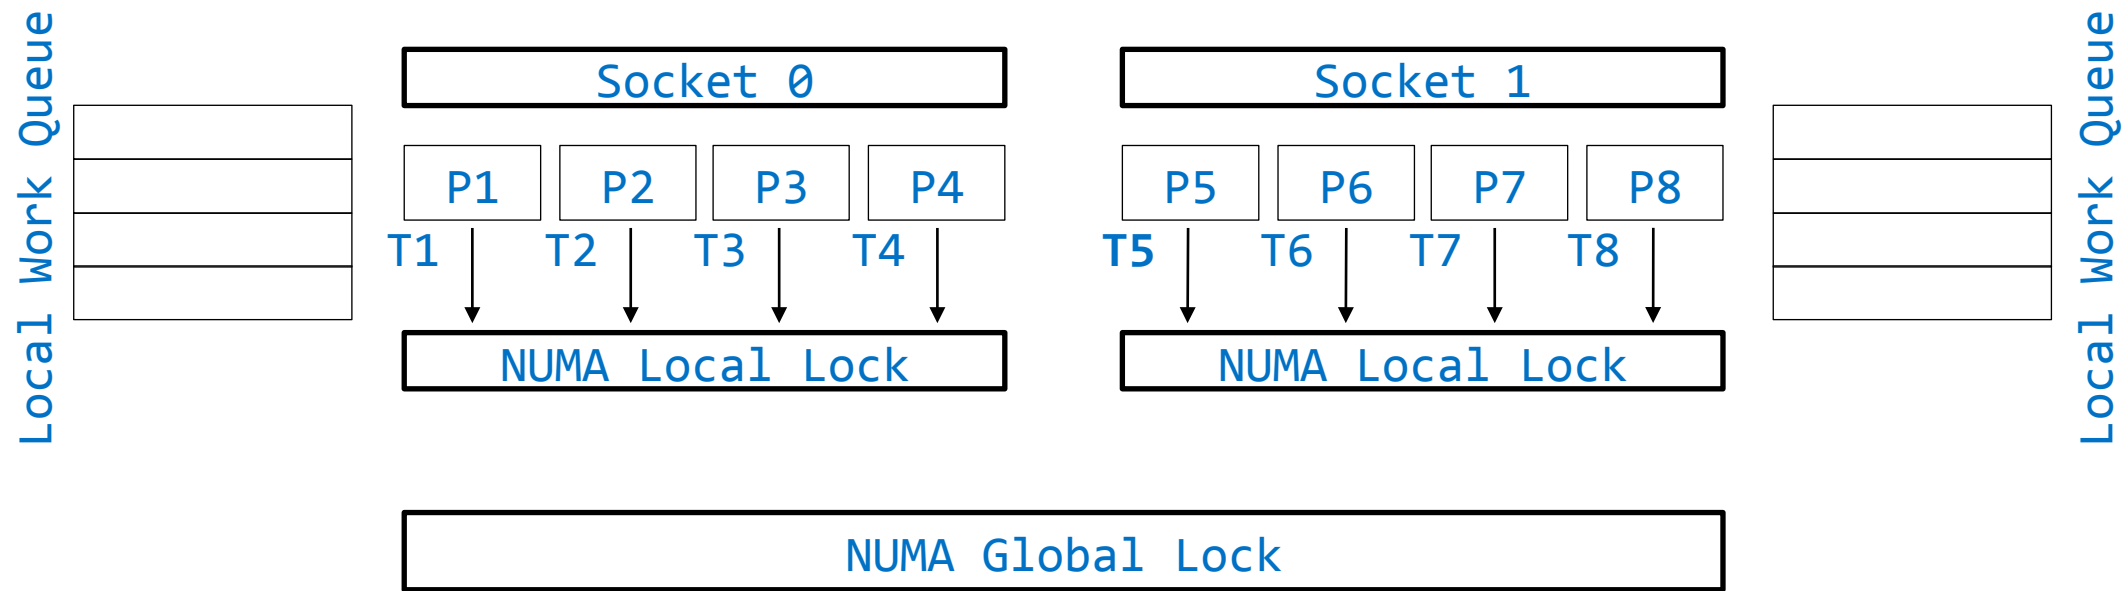 Local Work Queue
Socket 0
Socket 1
Local Work Queue
P1 P2 P3 P4
P5 P6 P7 P8
T1 T2 T3 T4
T5 T6 T7 T8
NUMA Local Lock
NUMA Local Lock
NUMA Global Lock